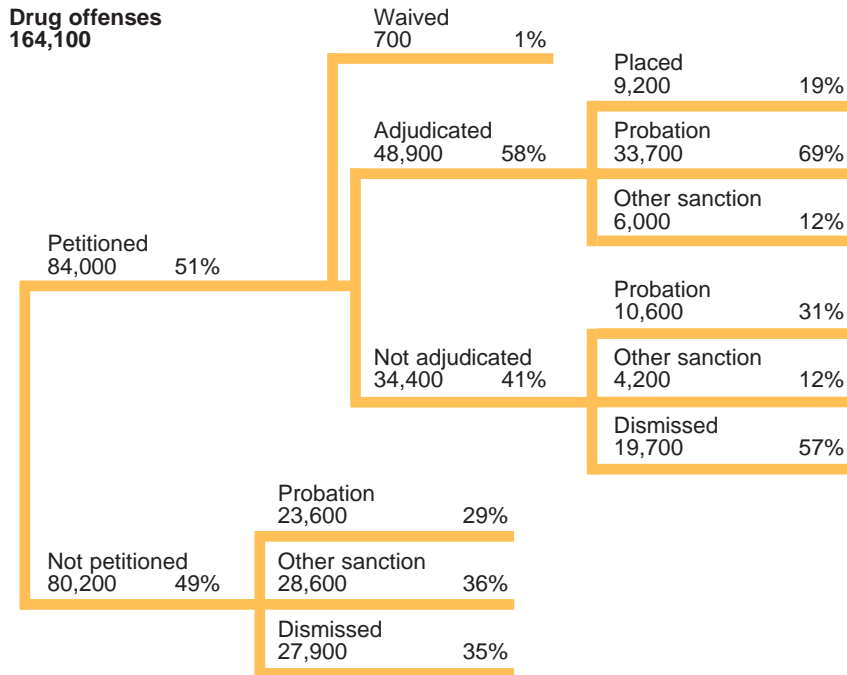 Drug offenses
164,100
Waived
700 1%
Placed
9,200 19%
Adjudicated
48,900 58%
Probation
33,700 69%
Other sanction
6,000 12%
Petitioned
84,000 51%
Probation
10,600 31%
Not adjudicated
34,400 41%
Other sanction
4,200 12%
Dismissed
19,700 57%
Probation
23,600 29%
Not petitioned
80,200 49%
Other sanction
28,600 36%
Dismissed
27,900 35%